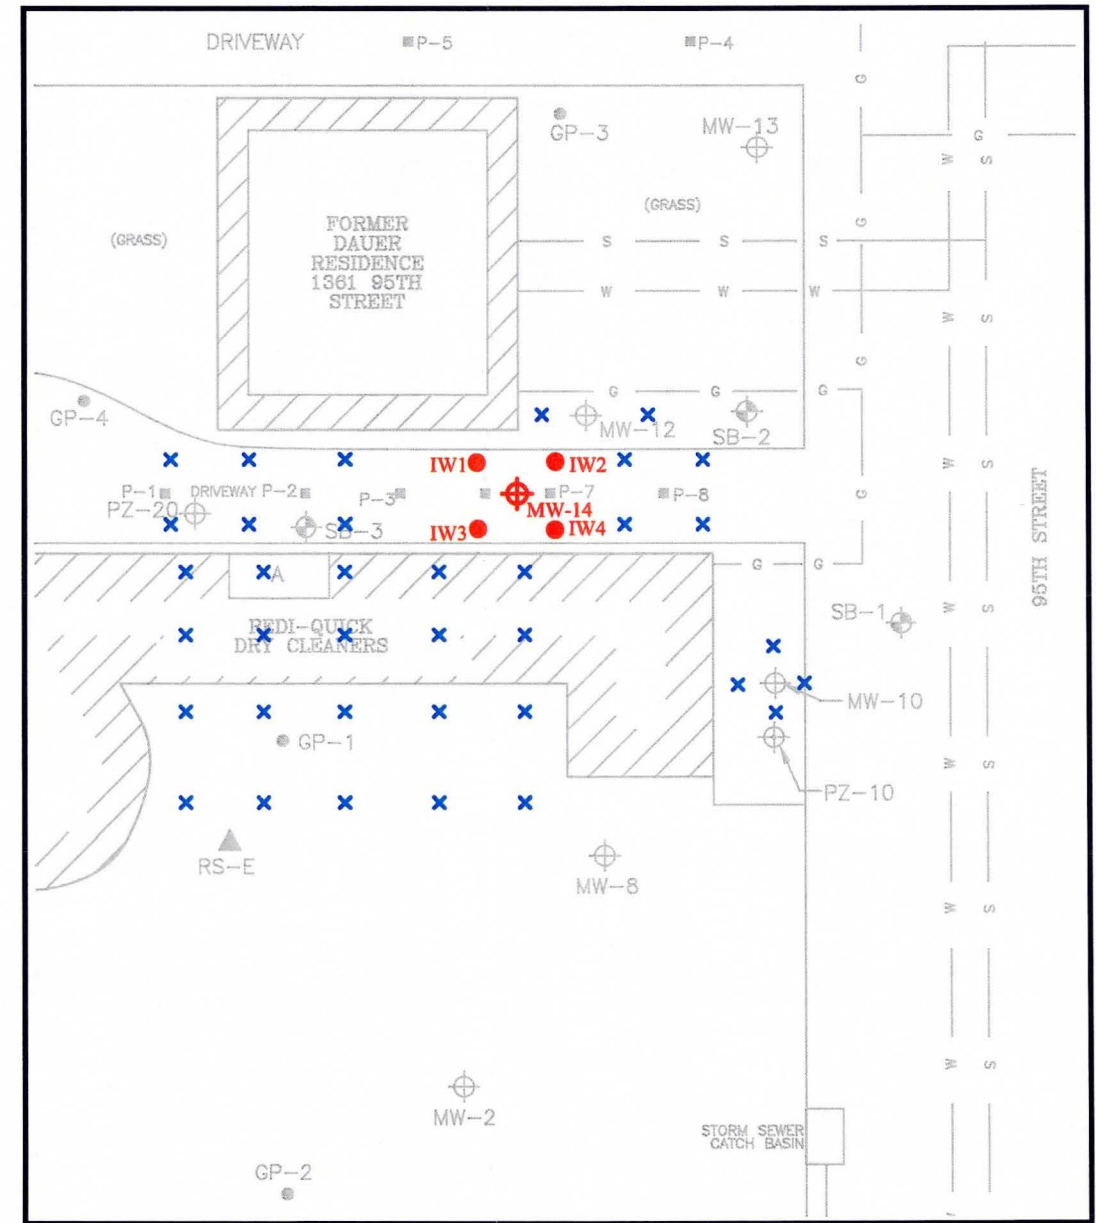 DRIVEWAY
P-5
P-4
GP-3
MW-13
G
G
W
S
(GRASS)
(GRASS)
FORMER
DAUER
RESIDENCE
1361 95TH
STREET
G
S
S
S
W
W
W
W
S
G
G
G
G
GP-4
MW-12
SB-2
IW1
IW2
W
S
P-1
DRIVEWAY
P-2
P-3
P-7
P-8
G
PZ-20
SB-3
MW-14
IW3
IW4
95TH STREET
G
G
A
W
S
SB-1
REDI-QUICK
DRY CLEANERS
MW-10
GP-1
W
S
PZ-10
RS-E
MW-8
W
S
W
S
MW-2
STORM SEWER
CATCH BASIN
GP-2